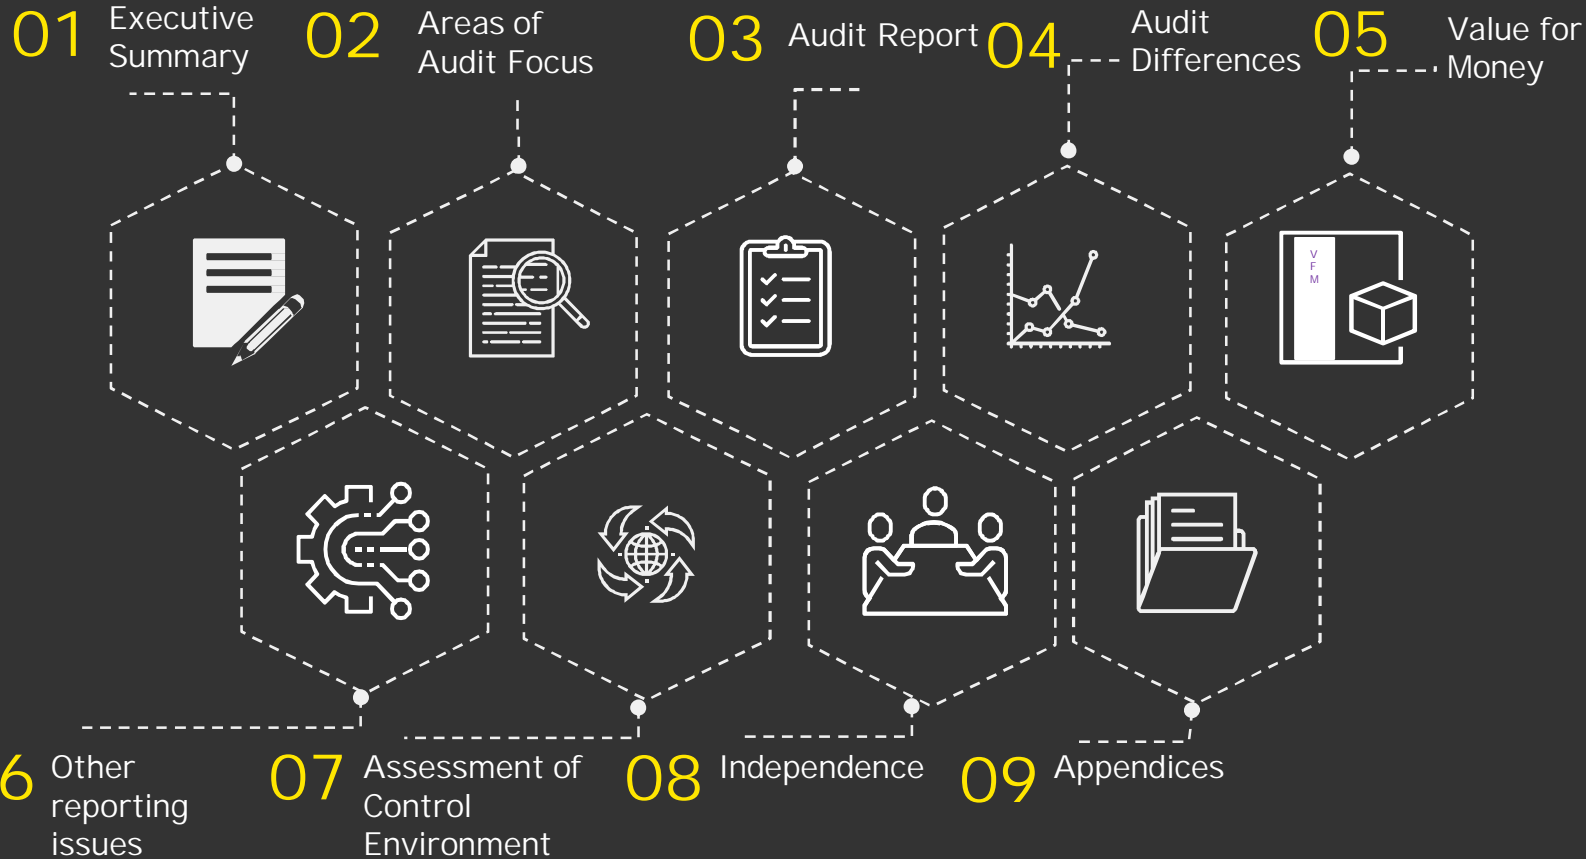 01 Executive
Summary
02 Areas of
Audit Focus
03 Audit Report
04 Audit
Differences
05 Value for
Money
V
F
M
6 Other
reporting
issues
07 Assessment of
Control
Environment
08 Independence
09 Appendices